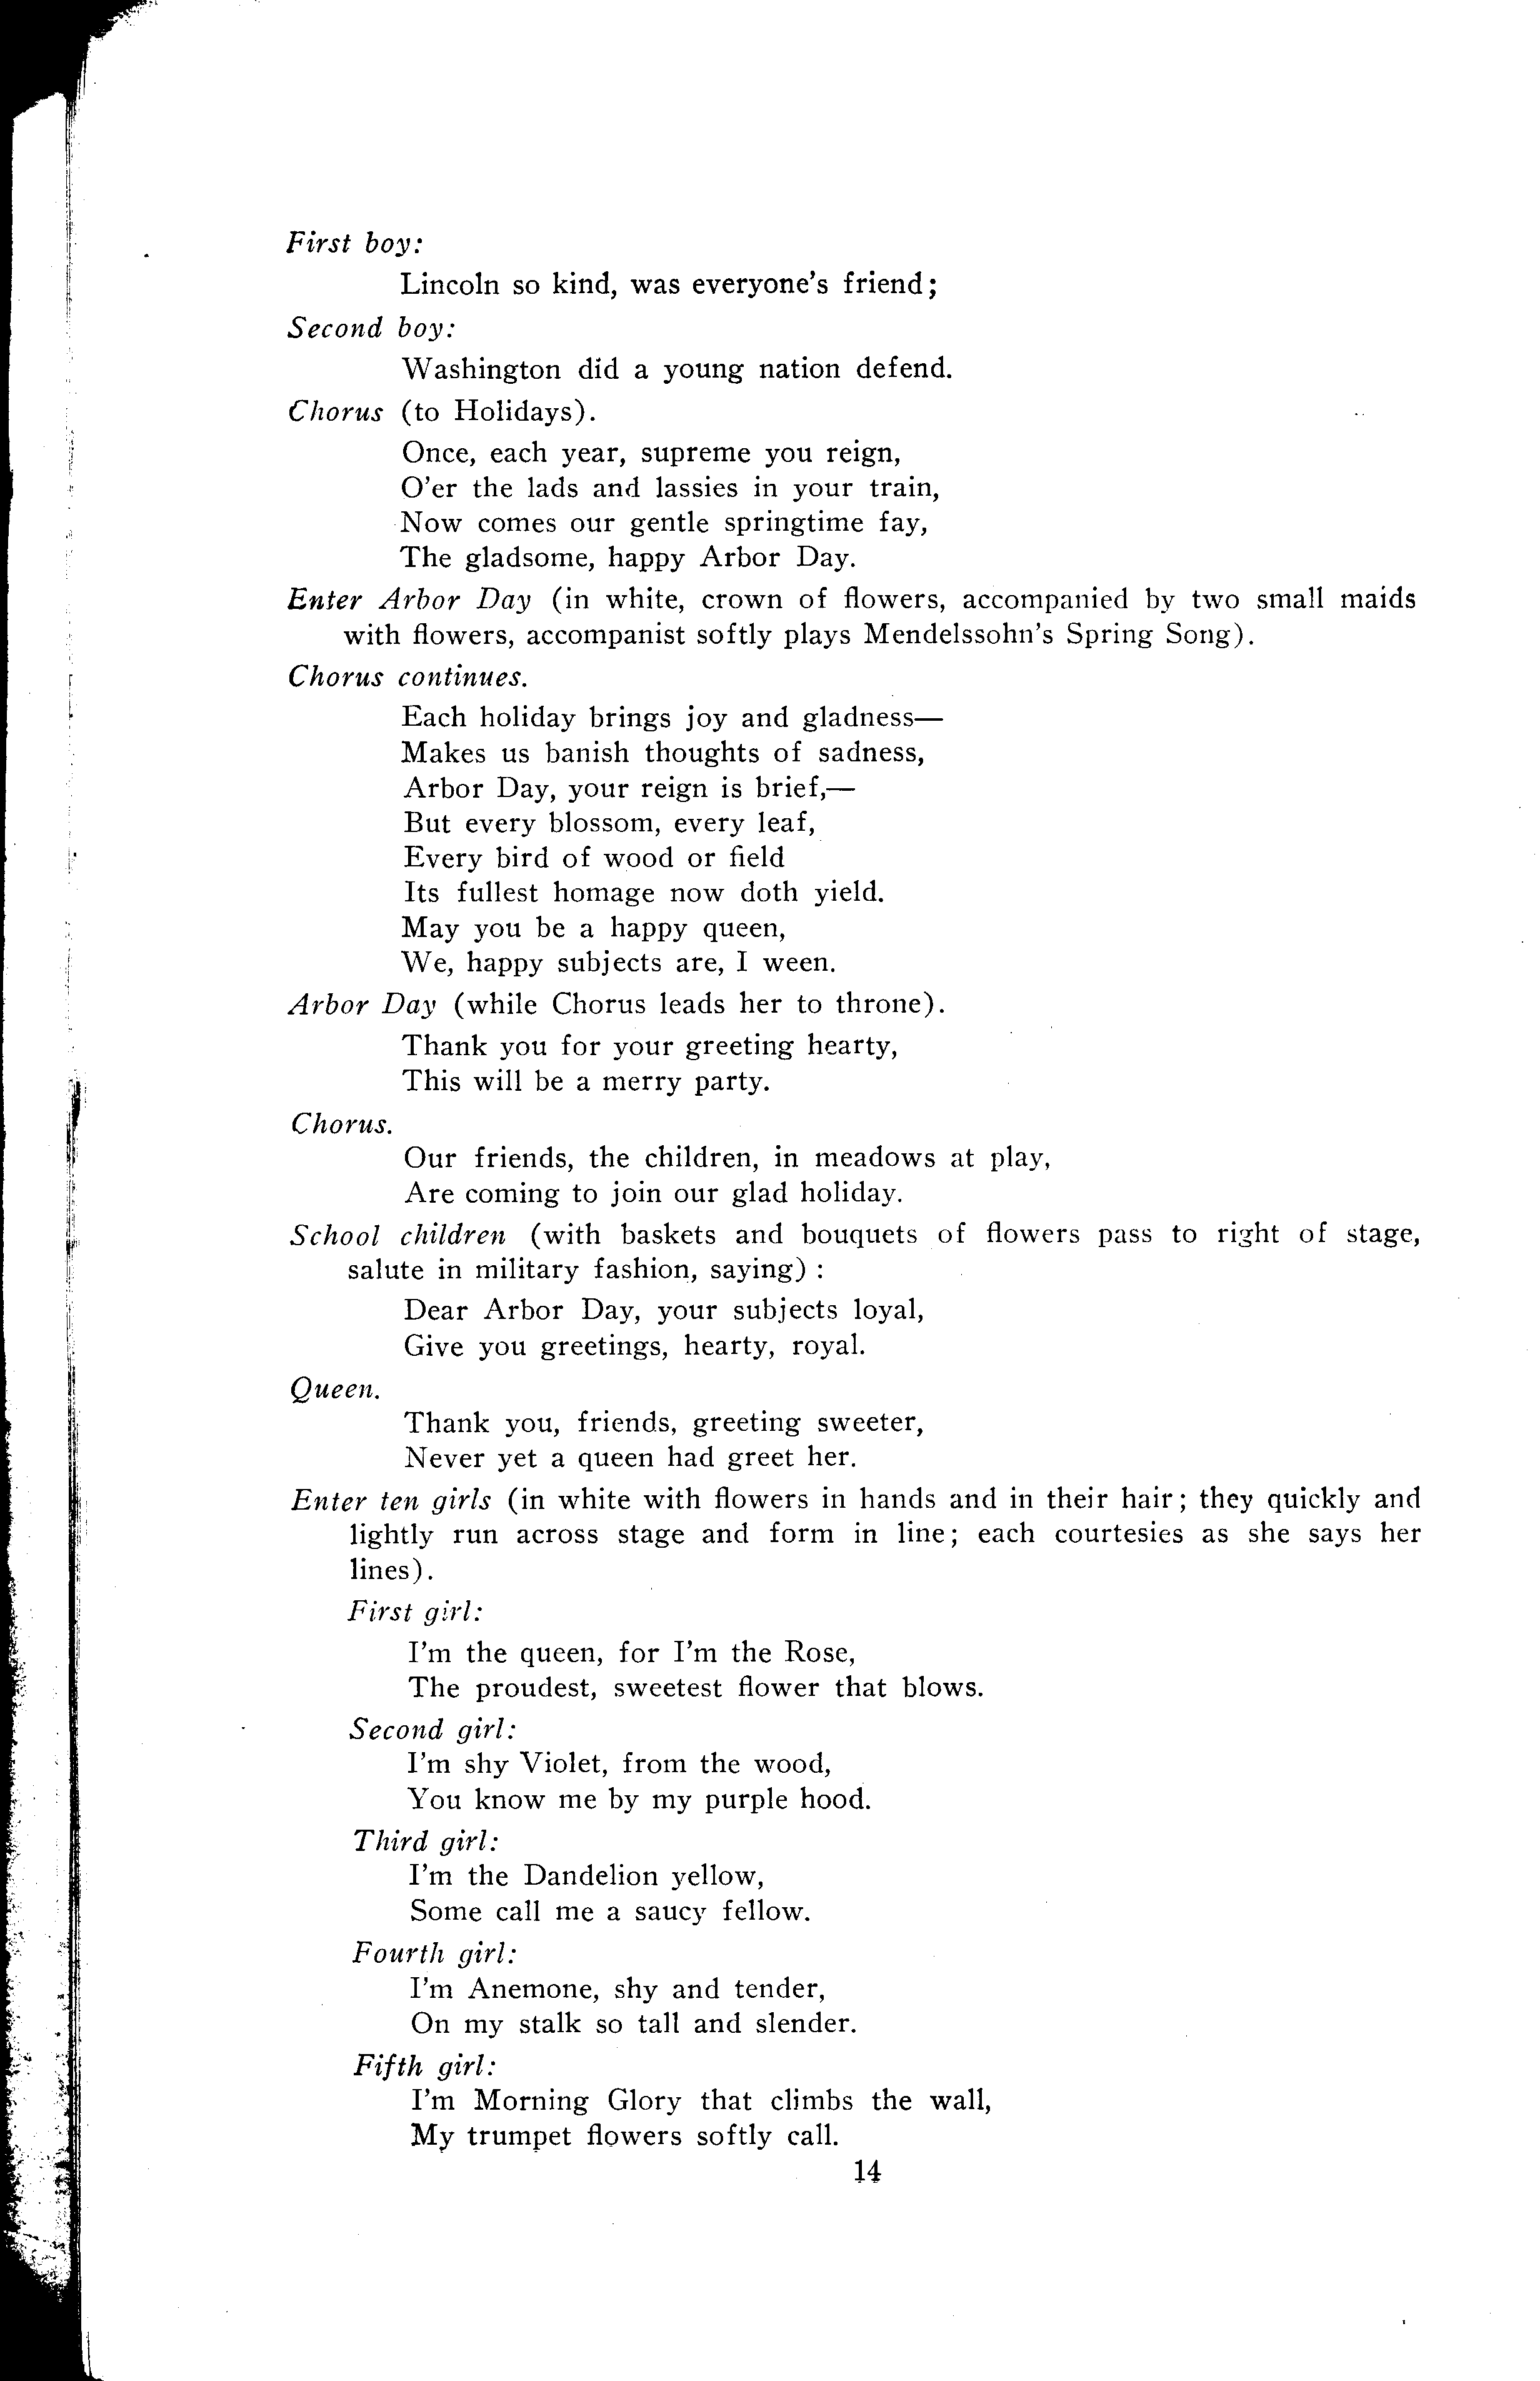 First boy:
Lincoln so kind, was everyone's friend;
Second boy:
Washington did a young nation defend.
Chorus (to Holidays).
Once, each year, supreme you reign,
O'er the lads and lassies in your train,
Now comes our gentle springtime fay,
The gladsome, happy Arbor Day.
Enter Arbor Day (in white, crown of flowers, accompanied by two small maids
with flowers, accompanist softly plays Mendelssohn's Spring Song).
Chorus continues.
Each holiday brings joy and gladness—
Makes us banish thoughts of sadness,
Arbor Day, your reign is brief,—
But every blossom, every leaf,
Every bird of wood or field
Its fullest homage now doth yield.
May you be a happy queen,
We, happy subjects are, I ween.
Arbor Day (while Chorus leads her to throne).
Thank you for your greeting hearty,
This will be a merry party.
Chorus.
Our friends, the children, in meadows at play,
Are coming to join our glad holiday.
School children (with baskets and bouquets of flowers pass to right of stage,
salute in military fashion, saying) :
Dear Arbor Day, your subjects loyal,
Give you greetings, hearty, royal.
Queen.
Thank you, friends, greeting sweeter,
Never yet a queen had greet her.
Enter ten girls (in white with flowers in hands and in their hair; they quickly and
lightly run across stage and form in line; each courtesies as she says her
lines).
First girl:
I'm the queen, for I'm the Rose,
The proudest, sweetest flower that blows.
Second girl:
I'm shy Violet, from the wood,
You know me by my purple hood.
Third girl:
I'm the Dandelion yellow,
Some call me a saucy fellow.
Fourth girl:
I'm Anemone, shy and tender,
On my stalk so tall and slender.
Fifth girl:
I'm Morning Glory that climbs the wall,
My trumpet flowers softly call.
14